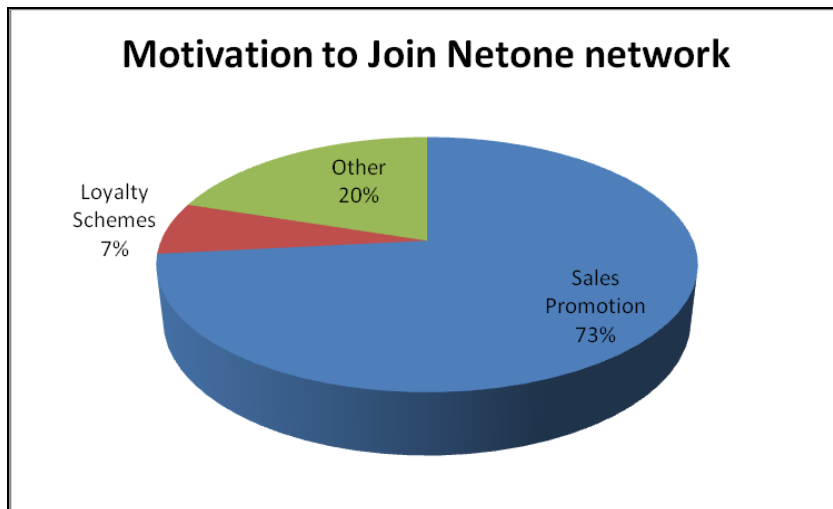 Motivation to Join Netone network
Other
20%
Loyalty
Schemes
7%
Sales
Promotion
73%